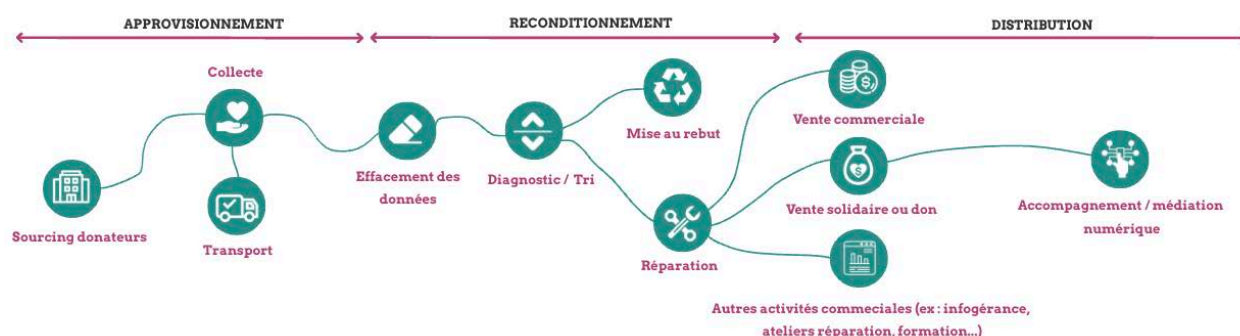 APPROVISIONNEMENT
RECONDITIONNEMENT
DISTRIBUTION
Collecte
Sourcing donateurs
Transport
Effacement des
données
Diagnostic / Tri
Mise au rebut
Réparation
Vente commerciale
Vente solidaire ou don
Accompagnement / médiation
numérique
Autres activités commeciales (ex : infogérance,
ateliers réparation, formation...)